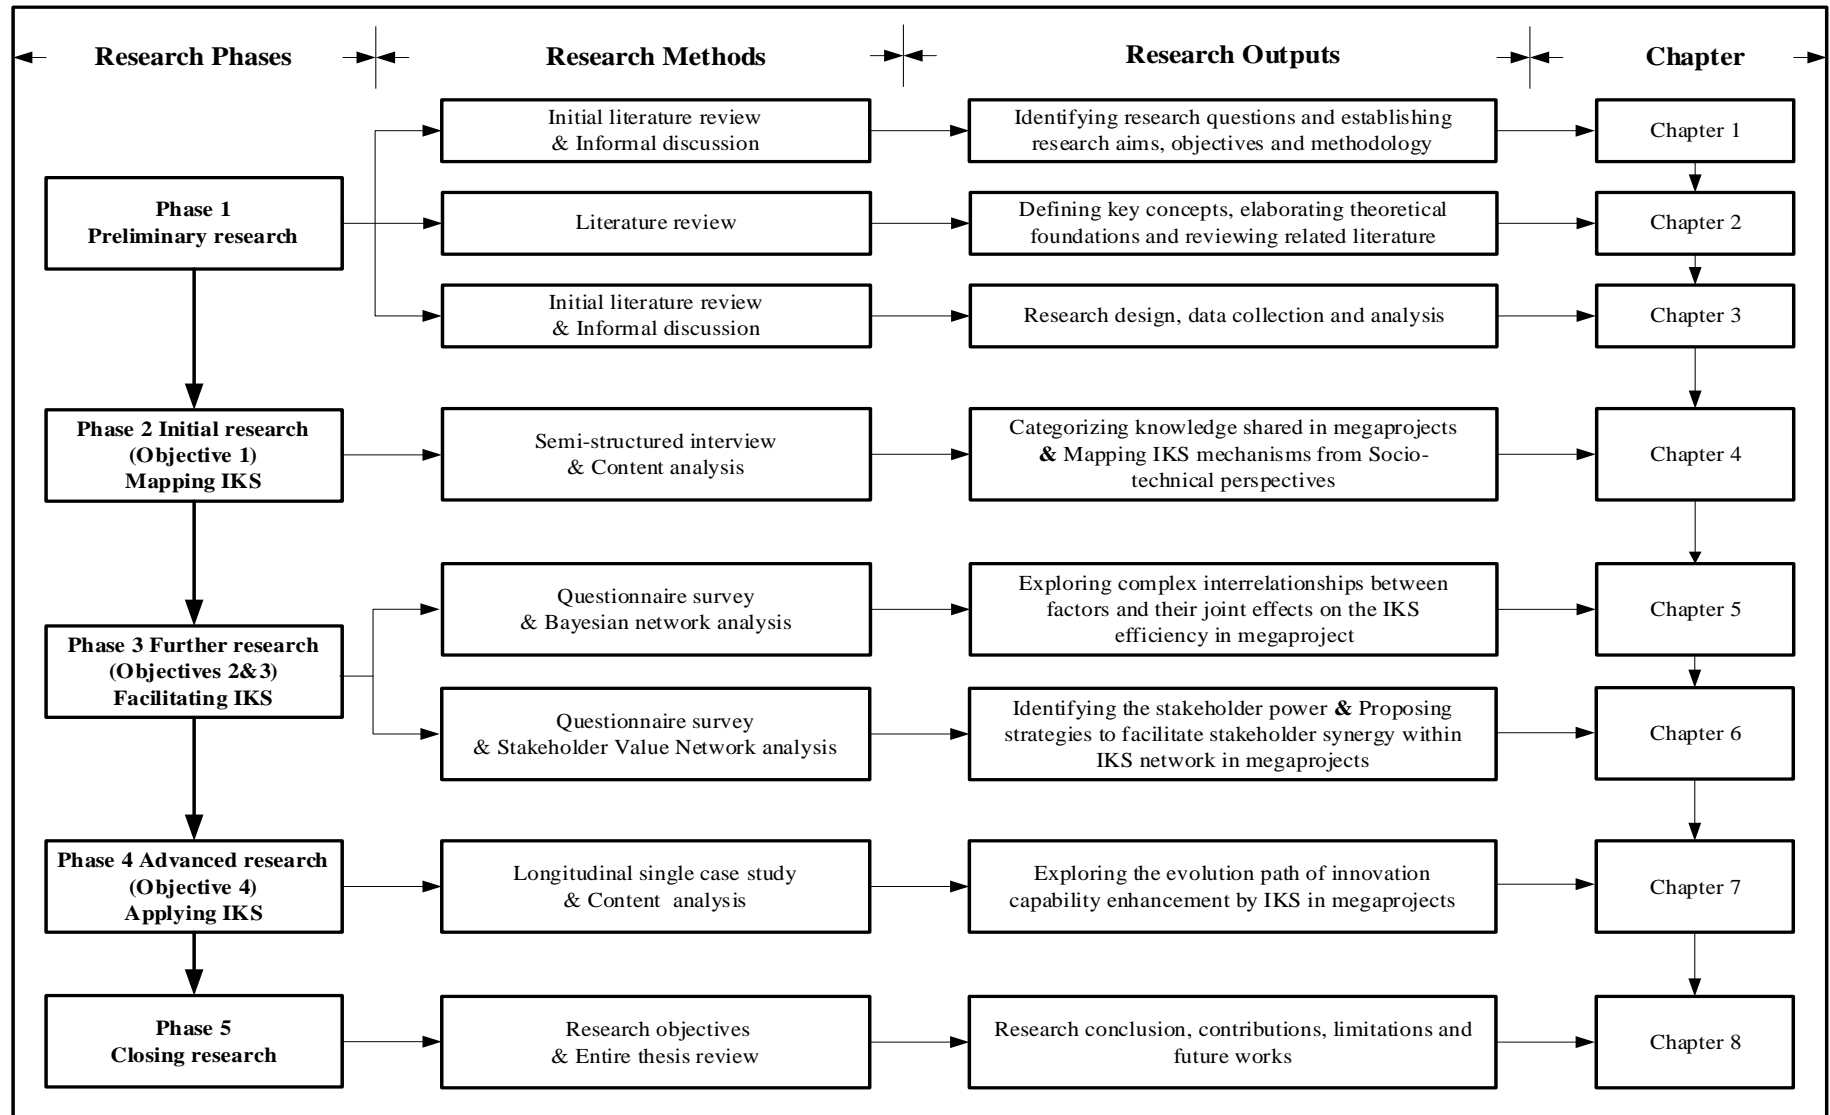 Research Phases
Research Methods
Research Outputs
Chapter
Initial literature review
& Informal discussion
Identifying research questions and establishing
research aims, objectives and methodology
Chapter 1
Phase 1
Preliminary research
Literature review
Defining key concepts, elaborating theoretical
foundations and reviewing related literature
Chapter 2
Initial literature review
& Informal discussion
Research design, data collection and analysis
Chapter 3
Phase 2 Initial research
(Objective 1)
Mapping IKS
Semi-structured interview
& Content analysis
Categorizing knowledge shared in megaprojects
& Mapping IKS mechanisms from Socio-
technical perspectives
Chapter 4
Phase 3 Further research
(Objectives 2&3)
Facilitating IKS
Questionnaire survey
& Bayesian network analysis
Exploring complex interrelationships between
factors and their joint effects on the IKS
efficiency in megaproject
Chapter 5
Questionnaire survey
& Stakeholder Value Network analysis
Identifying the stakeholder power & Proposing
strategies to facilitate stakeholder synergy within
IKS network in megaprojects
Chapter 6
Phase 4 Advanced research
(Objective 4)
Applying IKS
Longitudinal single case study
& Content analysis
Exploring the evolution path of innovation
capability enhancement by IKS in megaprojects
Chapter 7
Phase 5
Closing research
Research objectives
& Entire thesis review
Research conclusion, contributions, limitations and
future works
Chapter 8